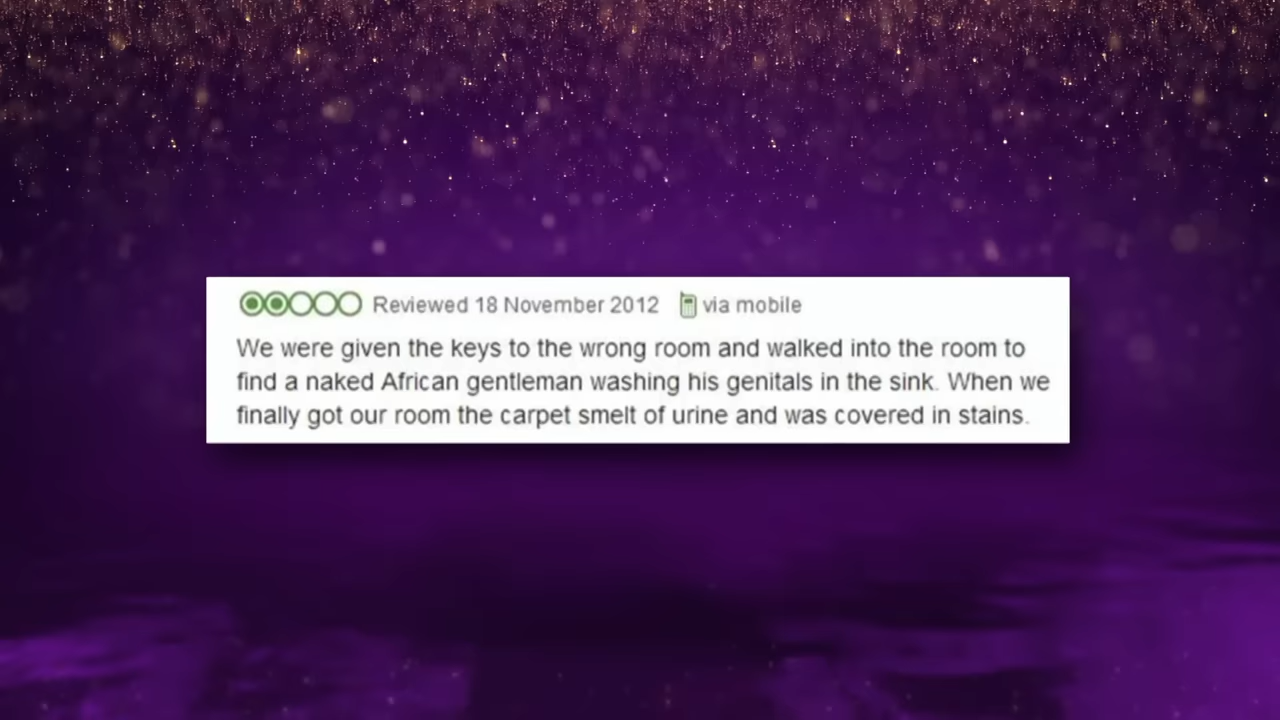 Reviewed 18 November 2012 via mobile
We were given the keys to the wrong room and walked into the room to
find a naked African gentleman washing his genitals in the sink. When we
finally got our room the carpet smelt of urine and was covered in stains.